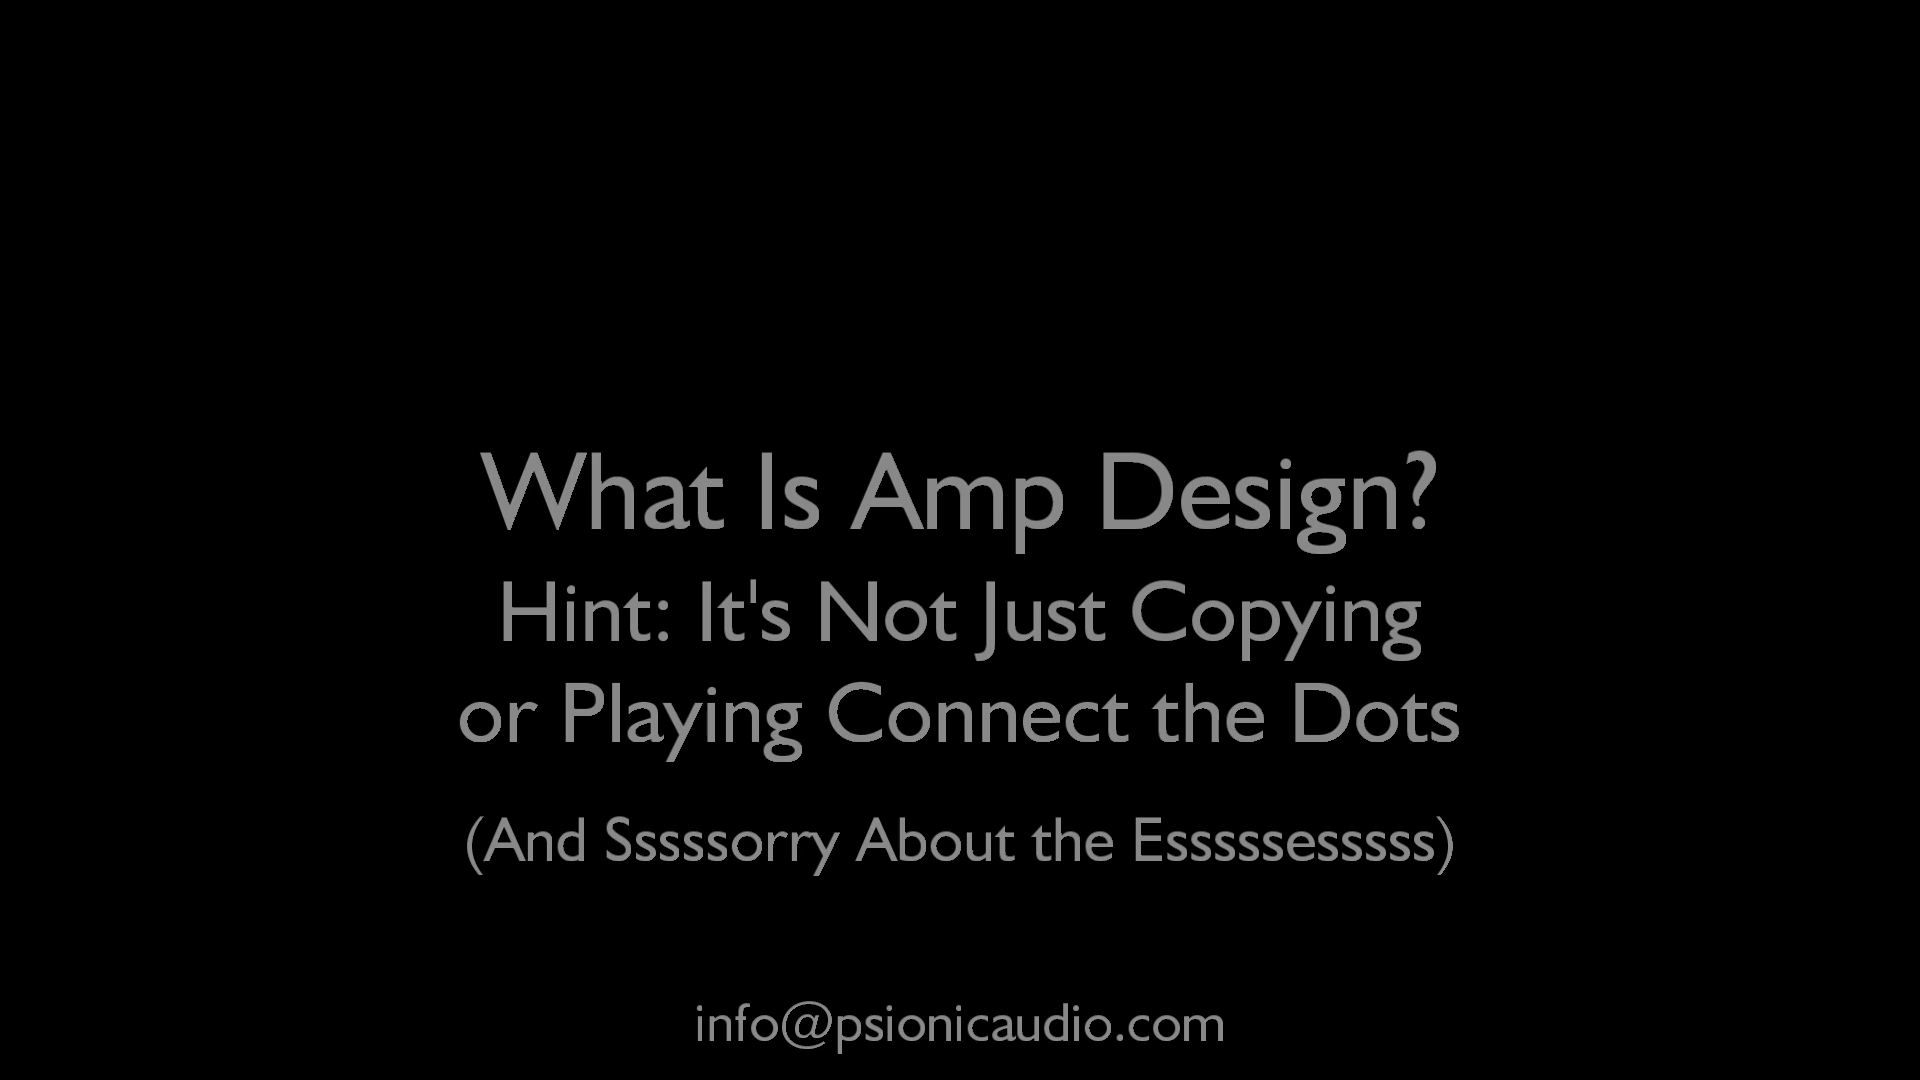 What Is Amp Design?
Hint: It's Not Just Copying
or Playing Connect the Dots
(And Sssssorry About the Esssssesssss)
info@psionicaudio.com